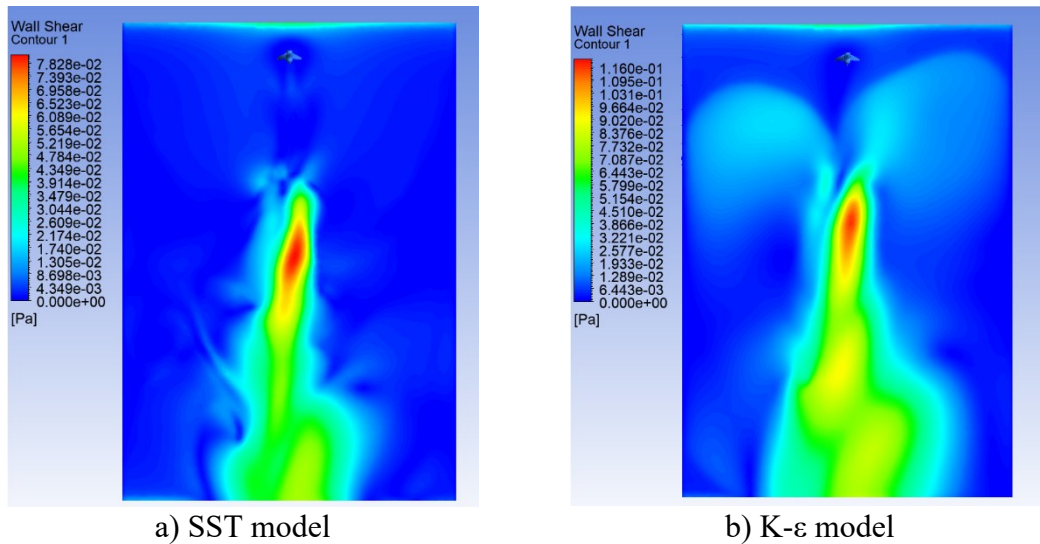 Wall Shear
Contour 1
7.828e-02
7.393e-02
6.958e-02
6.523e-02
6.089e-02
5.654e-02
5.219e-02
4.784e-02
4.349e-02
3.914e-02
3.479e-02
3.044e-02
2.609e-02
2.174e-02
1.740e-02
1.305e-02
8.698e-03
4.349e-03
0.000e+00
[Pa]
a) SST model
Wall Shear
Contour 1
1.160e-01
1.095e-01
1.031e-01
9.664e-02
9.020e-02
8.376e-02
7.732e-02
7.087e-02
6.443e-02
5.799e-02
5.154e-02
4.510e-02
3.866e-02
3.221e-02
2.577e-02
1.933e-02
1.289e-02
6.443e-03
0.000e+00
[Pa]
b) K-ε model